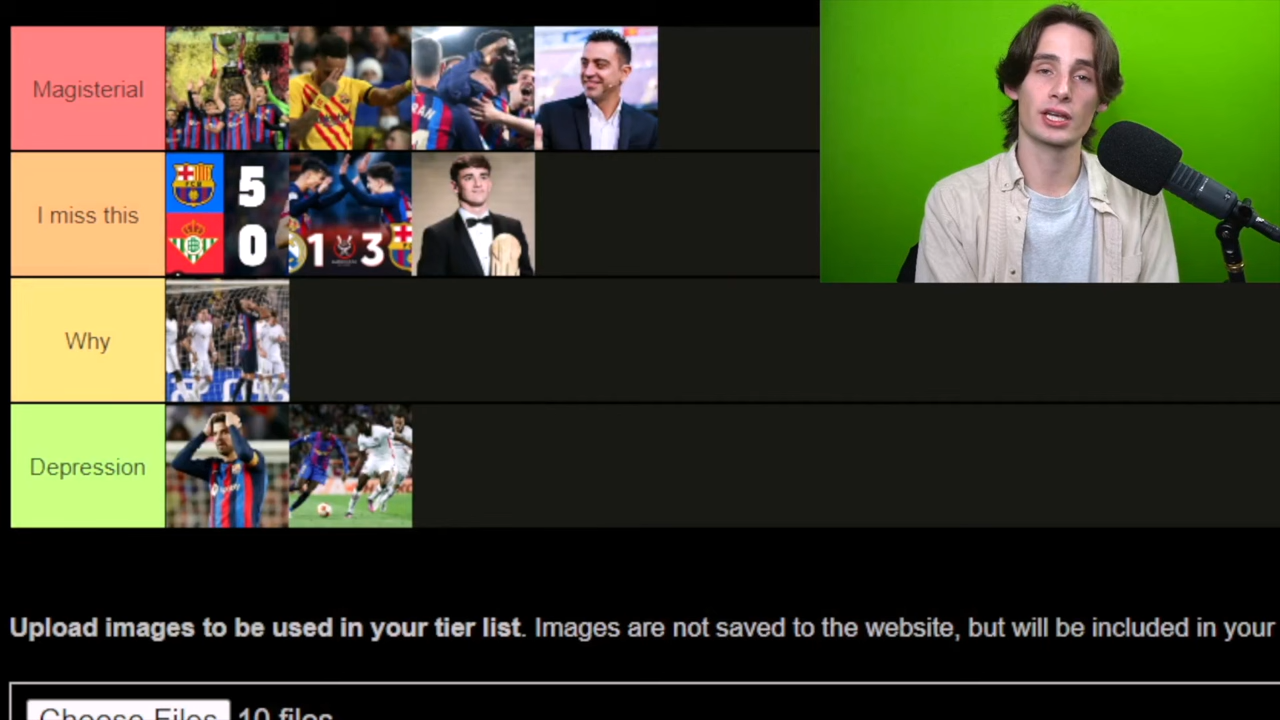 Magisterial
I miss this
5
0
1 3
Why
Depression
Upload images to be used in your tier list. Images are not saved to the website, but will be included in your
Choose Files 10 files